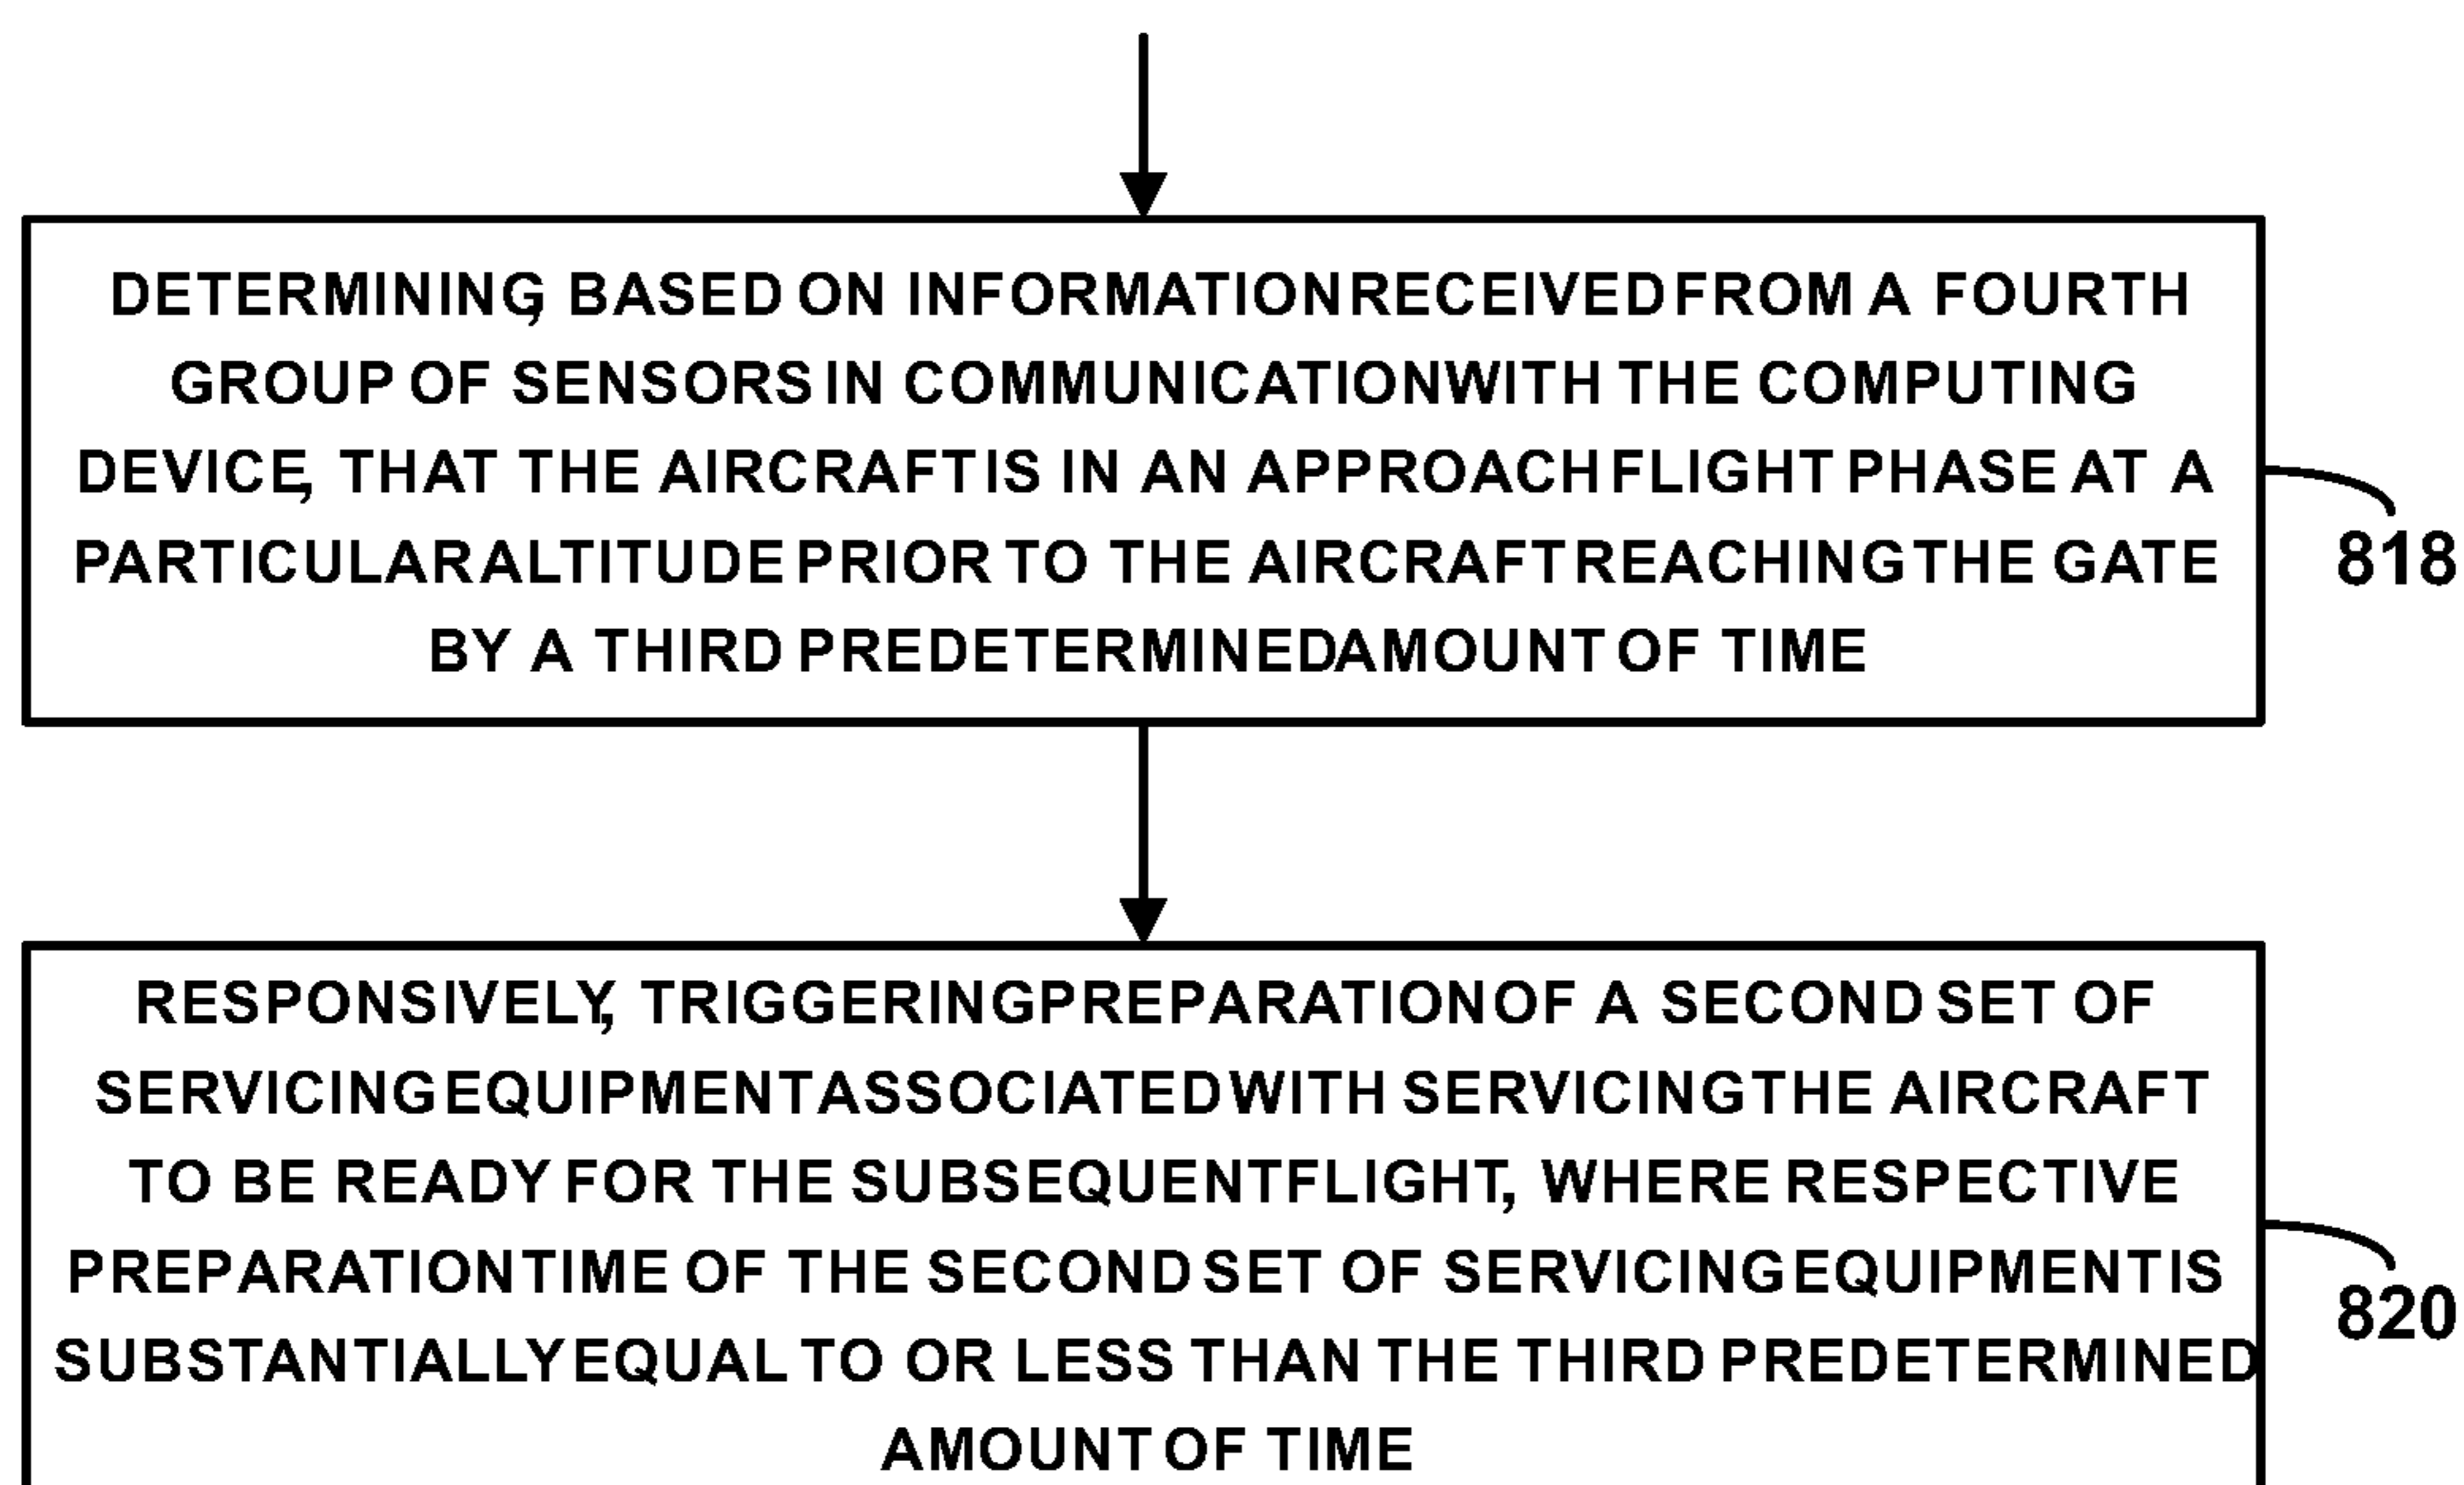 DETERMINING, BASED ON INFORMATION RECEIVED FROM A FOURTH
GROUP OF SENSORS IN COMMUNICATION WITH THE COMPUTING
DEVICE, THAT THE AIRCRAFT IS IN AN APPROACH FLIGHT PHASE AT A
PARTICULAR ALTITUDE PRIOR TO THE AIRCRAFT REACHING THE GATE
BY A THIRD PREDETERMINED AMOUNT OF TIME
818
RESPONSIVELY, TRIGGERING PREPARATION OF A SECOND SET OF
SERVICING EQUIPMENT ASSOCIATED WITH SERVICING THE AIRCRAFT
TO BE READY FOR THE SUBSEQUENT FLIGHT, WHERE RESPECTIVE
PREPARATION TIME OF THE SECOND SET OF SERVICING EQUIPMENT IS
SUBSTANTIALLY EQUAL TO OR LESS THAN THE THIRD PREDETERMINED
AMOUNT OF TIME
820